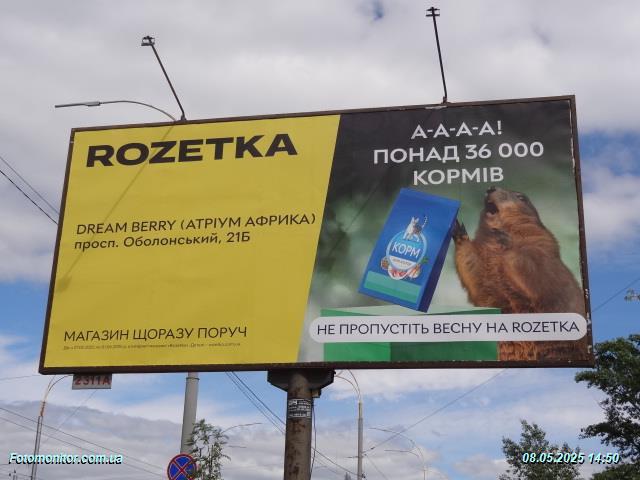 ROZETKA
DREAM BERRY (АТРІУМ АФРИКА)
просп. Оболонський, 21Б
МАГАЗИН ЩОРАЗУ ПОРУЧ
А-А-А-А!
ПОНАД 36 000
КОРМІВ
КОРМ
НЕ ПРОПУСТІТЬ ВЕСНУ НА ROZETKA
2311A
Fotomonitor.com.ua
08.05.2025 14:50